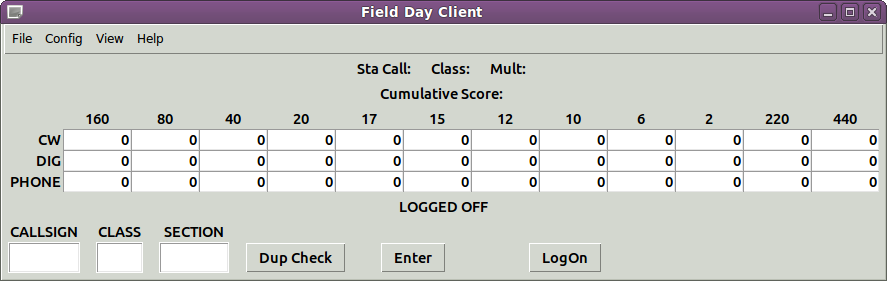 Field Day Client
File Config View Help
Sta Call: Class: Mult:
Cumulative Score:
160 80 40 20 17 15 12 10 6 2 220 440
CW 0 0 0 0 0 0 0 0 0 0 0 0
DIG 0 0 0 0 0 0 0 0 0 0 0 0
PHONE 0 0 0 0 0 0 0 0 0 0 0 0
LOGGED OFF
CALLSIGN CLASS SECTION
Dup Check Enter LogOn